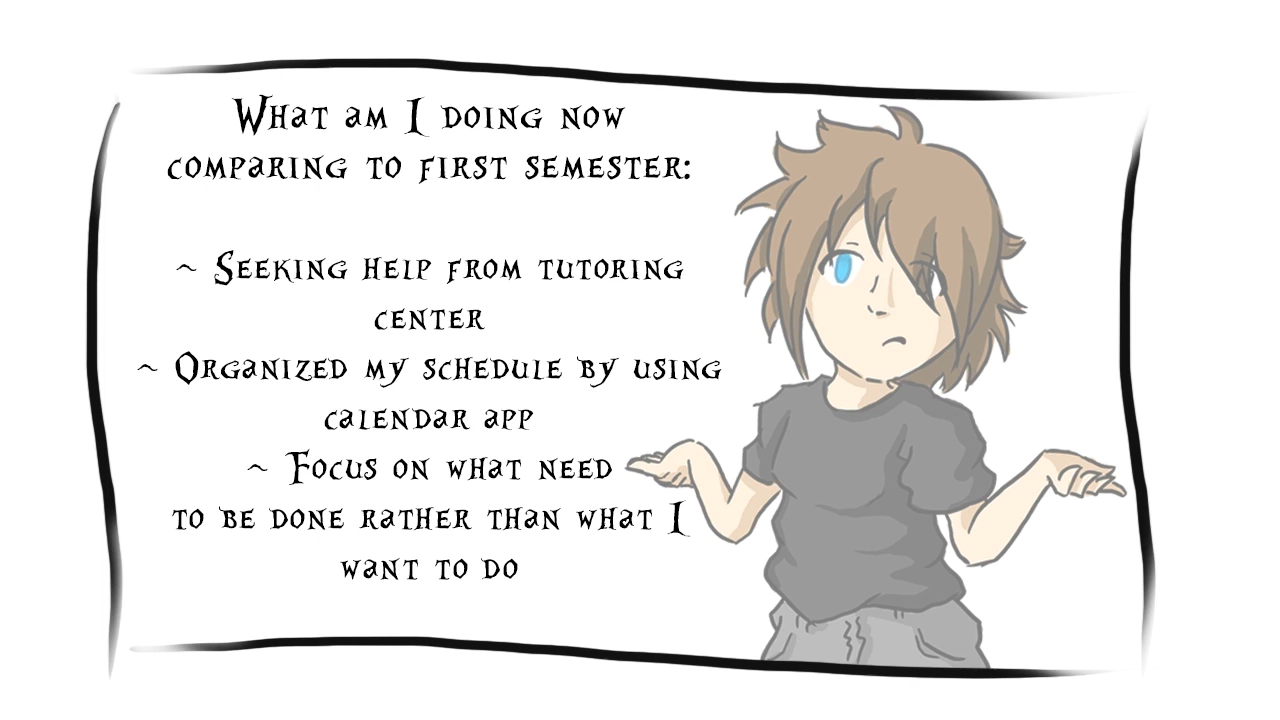 What am I doing now
comparing to first semester:
~ Seeking help from tutoring
center
~ Organized my schedule by using
calendar app
~ Focus on what need
to be done rather than what I
want to do